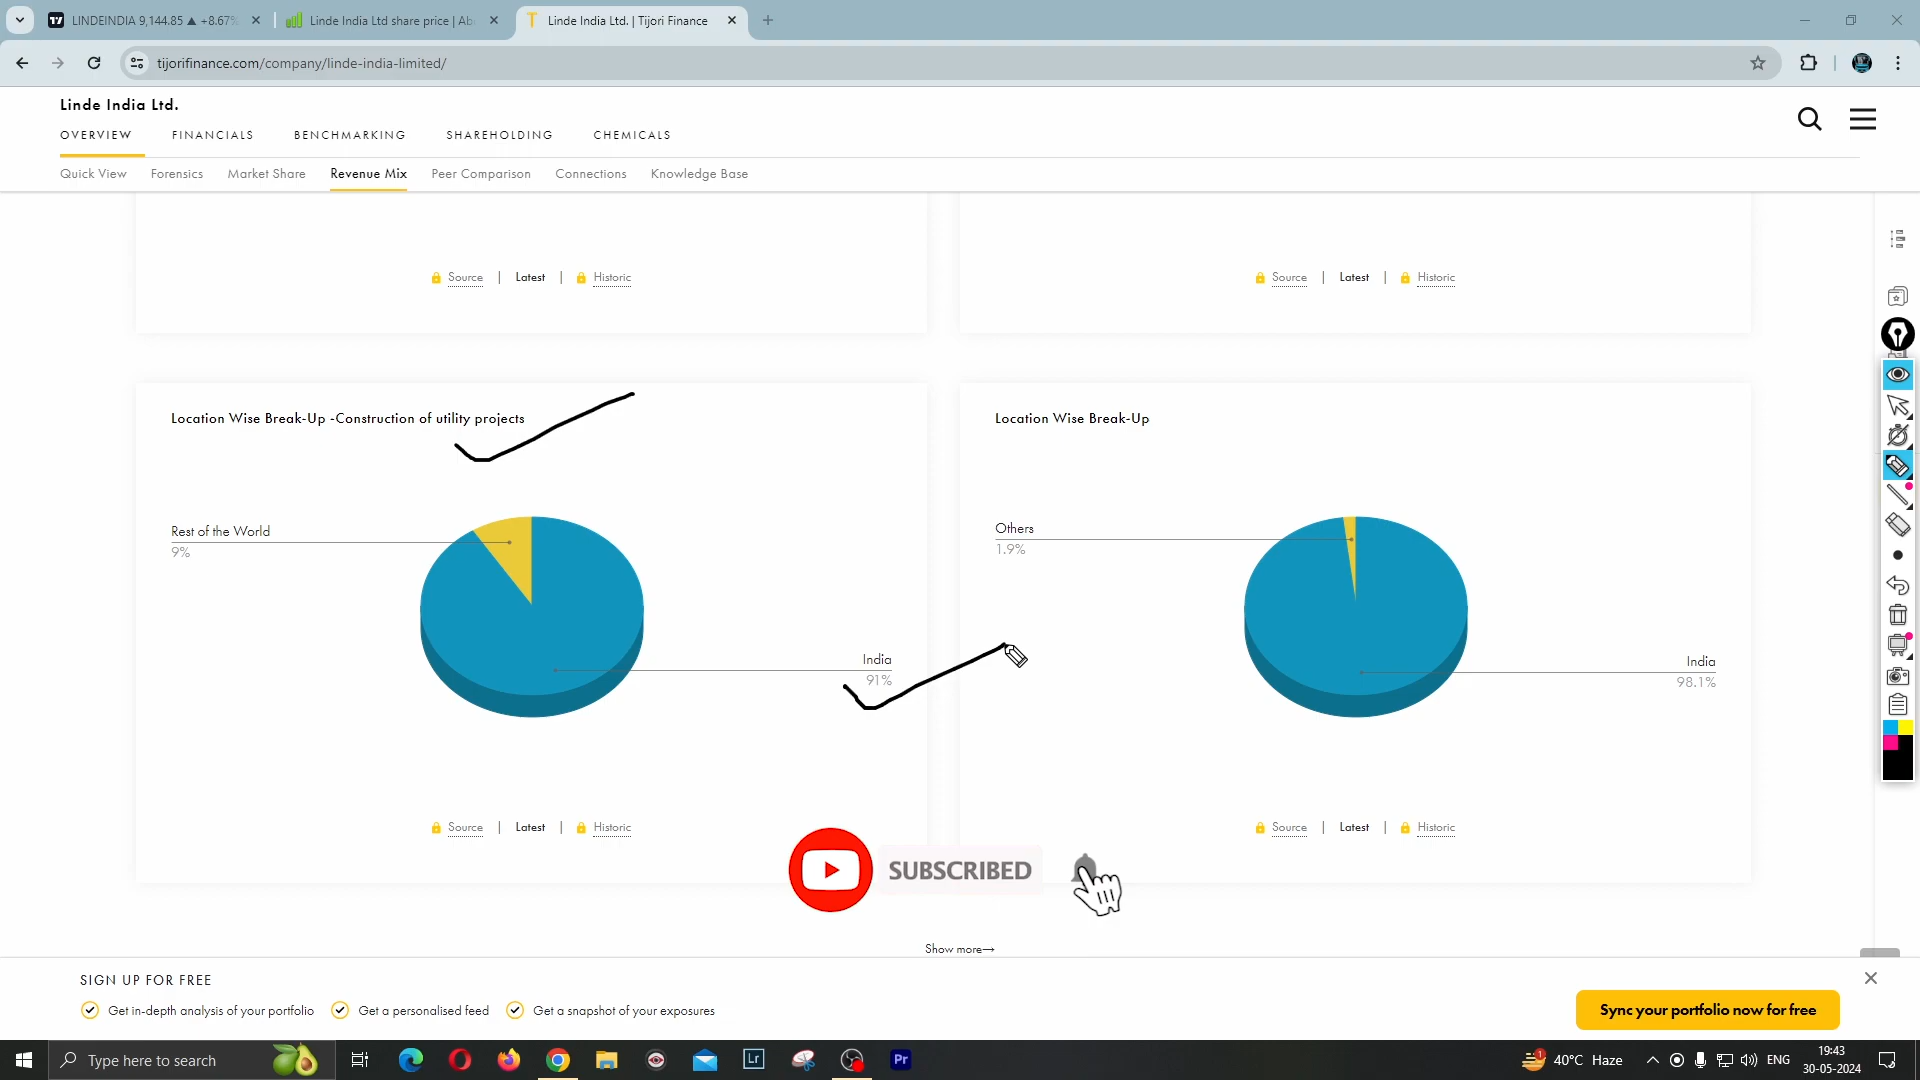 LINDEINDIA 9,144.85 ▲ +8.67%
Linde India Ltd share price | Ab
Linde India Ltd. | Tijori Finance
tijorifinance.com/company/linde-india-limited/
Linde India Ltd.
OVERVIEW FINANCIALS BENCHMARKING SHAREHOLDING CHEMICALS
Quick View Forensics Market Share Revenue Mix Peer Comparison Connections Knowledge Base
Source | Latest | Historic
Source | Latest | Historic
Location Wise Break-Up -Construction of utility projects
Rest of the World
9%
India
91%
Source | Latest | Historic
Location Wise Break-Up
Others
1.9%
India
98.1%
Source | Latest | Historic
SUBSCRIBED
Show more→
SIGN UP FOR FREE
Get in-depth analysis of your portfolio Get a personalised feed Get a snapshot of your exposures
Sync your portfolio now for free
Type here to search
Lr
Pr
1
40°C Haze
ENG
19:43
30-05-2024